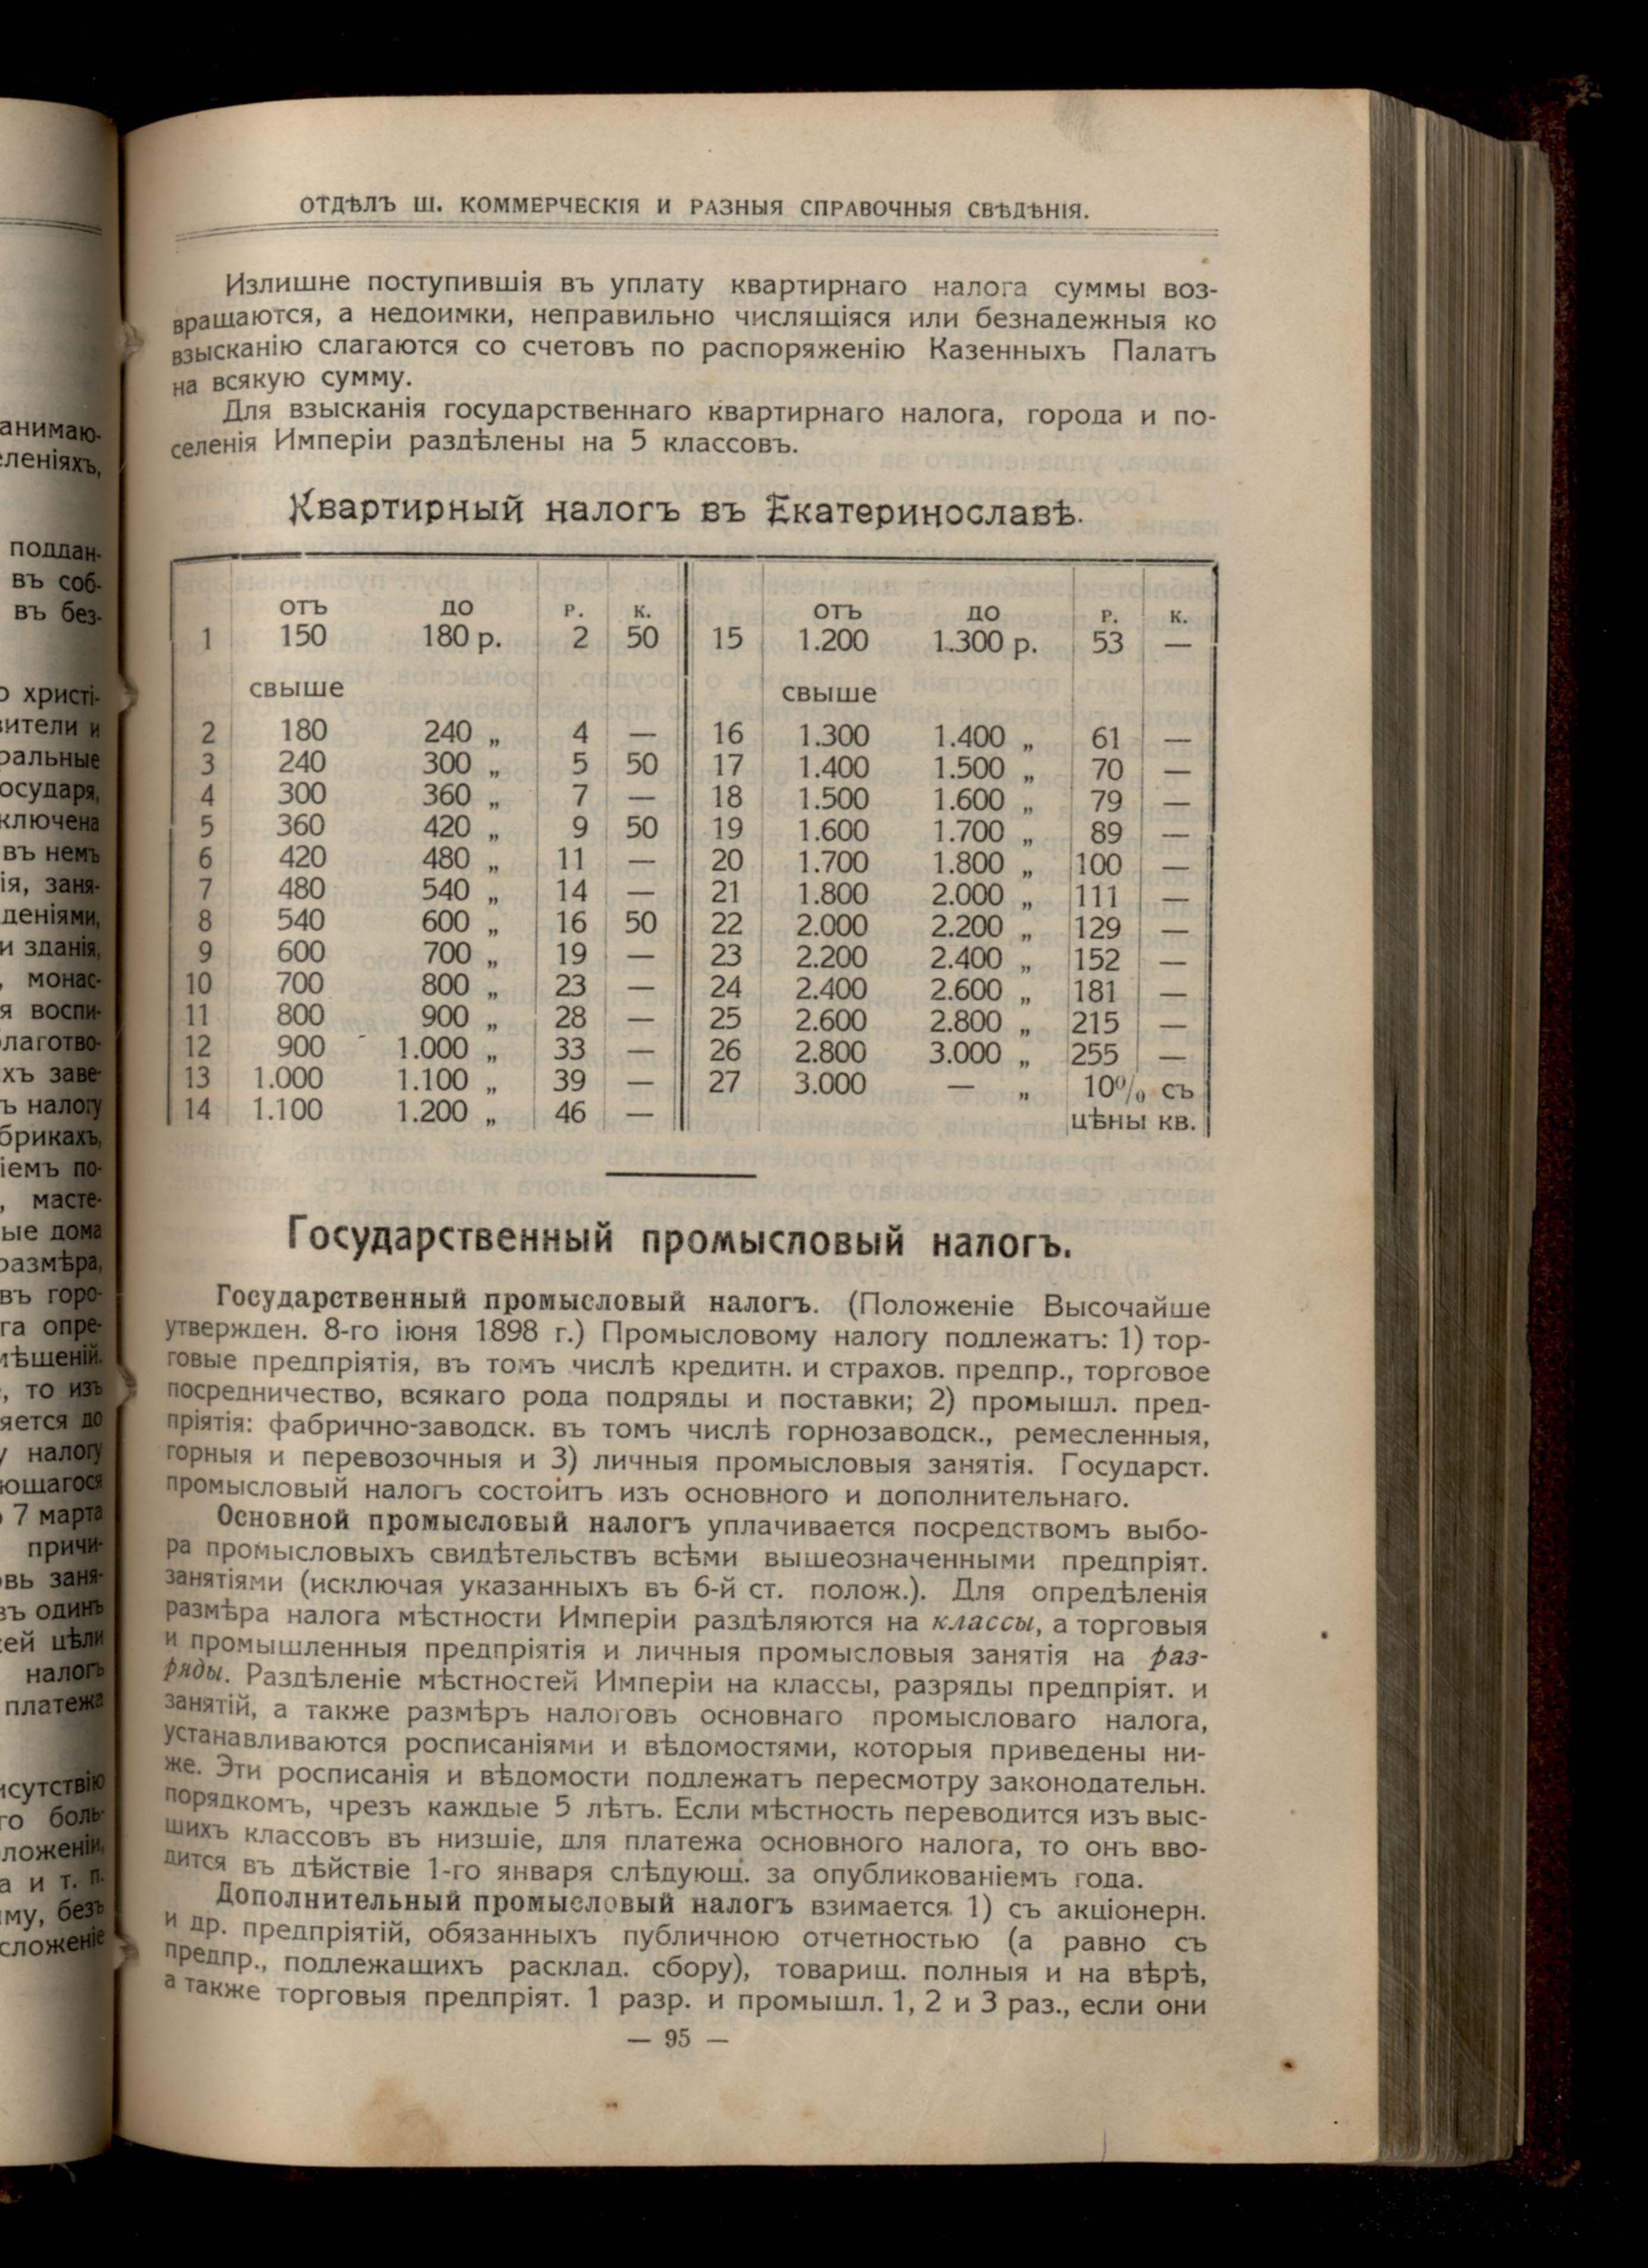 ОТДѢЛЪ III. КОММЕРЧЕСКІЯ И РАЗНЫЯ СПРАВОЧНЫЯ СВѢДѢНІЯ.
Излишне поступившія въ уплату квартирнаго налога суммы воз-
вращаются, а недоимки, неправильно числящіяся или безнадежныя ко
взысканію слагаются со счетовъ по распоряженію Казенныхъ Палатъ
на всякую сумму.
Для взысканія государственнаго квартирнаго налога, города и по-
селенія Имперіи раздѣлены на 5 классовъ.
Квартирный налогъ въ Екатеринославѣ.
отъ до Р. К. отъ до Р. К.
1 150 180 р. 2 50 15 1.200 1.300 р. 53 —
свыше свыше
2 180 240 „ 4 — 16 1.300 1.400 „ 61 —
3 240 300 „ 5 50 17 1.400 1.500 „ 70 —
4 300 360 „ 7 — 18 1.500 1.600 „ 79 —
5 360 420 „ 9 50 19 1.600 1.700 „ 89 —
6 420 480 „ 11 — 20 1.700 1.800 „ 100 —
7 480 540 „ 14 — 21 1.800 2.000 „ 111 —
8 540 600 „ 16 50 22 2.000 2.200 „ 129 —
9 600 700 „ 19 — 23 2.200 2.400 „ 152 —
10 700 800 „ 23 — 24 2.400 2.600 „ 181 —
11 800 900 „ 28 — 25 2.600 2.800 „ 215 —
12 900 1.000 „ 33 — 26 2.800 3.000 „ 255 —
13 1.000 1.100 „ 39 — 27 3.000 — „ 10% съ
14 1.100 1.200 „ 46 — цѣны кв.
Государственный промысловый налогъ.
Государственный промысловый налогъ. (Положеніе Высочайше
утвержден. 8-го іюня 1898 г.) Промысловому налогу подлежатъ: 1) тор-
говые предпріятія, въ томъ числѣ кредитн. и страхов. предпр., торговое
посредничество, всякаго рода подряды и поставки; 2) промышл. пред-
пріятія: фабрично-заводск. въ томъ числѣ горнозаводск., ремесленныя,
горныя и перевозочныя и 3) личныя промысловыя занятія. Государст.
промысловый налогъ состоитъ изъ основного и дополнительнаго.
Основной промысловый налогъ уплачивается посредствомъ выбо-
ра промысловыхъ свидѣтельствъ всѣми вышеозначенными предпріят.
занятіями (исключая указанныхъ въ 6-й ст. полож.). Для опредѣленія
размѣра налога мѣстности Имперіи раздѣляются на классы, а торговыя
и промышленныя предпріятія и личныя промысловыя занятія на раз-
ряды. Раздѣленіе мѣстностей Имперіи на классы, разряды предпріят. и
занятій, а также размѣръ налоговъ основнаго промысловаго налога,
устанавливаются росписаніями и вѣдомостями, которыя приведены ни-
же. Эти росписанія и вѣдомости подлежатъ пересмотру законодательн.
порядкомъ, чрезъ каждые 5 лѣтъ. Если мѣстность переводится изъ выс-
шихъ классовъ въ низшіе, для платежа основного налога, то онъ вво-
дится въ дѣйствіе 1-го января слѣдующ. за опубликованіемъ года.
Дополнительный промысловый налогъ взимается 1) съ акціонерн.
и др. предпріятій, обязанныхъ публичною отчетностью (а равно съ
предпр., подлежащихъ расклад. сбору), товарищ. полныя и на вѣрѣ,
а также торговыя предпріят. 1 разр. и промышл. 1, 2 и 3 раз., если они
— 95 —